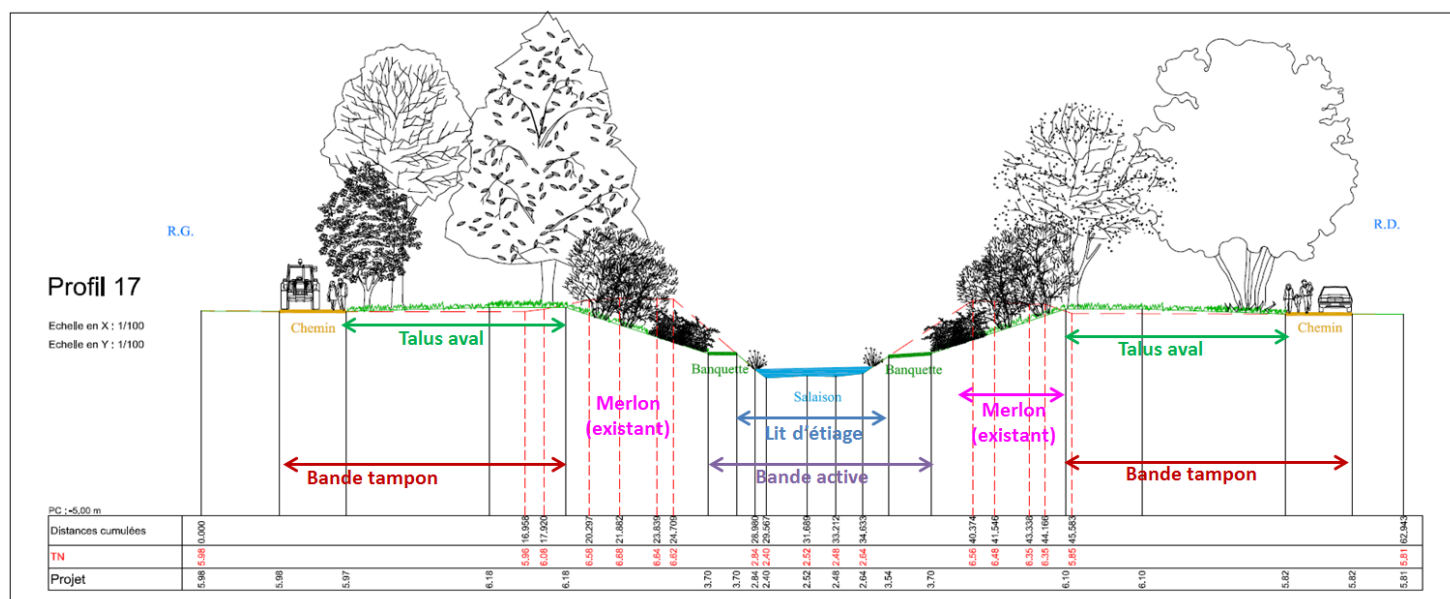 R.G.
R.D.
Profil 17
Echelle en X : 1/100
Echelle en Y : 1/100
Chemin
Talus aval
Banquette
Salaison
Banquette
Talus aval
Chemin
Merlon
(existant)
Lit d'étiage
Merlon
(existant)
Bande tampon
Bande active
Bande tampon
PC : -5,00 m
Distances cumulées 0.000 16.958 17.920 20.297 21.882 23.839 24.709 28.980 29.567 31.689 33.212 34.633 40.374 41.546 43.338 44.166 45.583 62.943
TN 5.98 5.96 6.08 6.58 6.68 6.64 6.62 2.84 2.40 2.52 2.48 2.64 6.56 6.48 6.35 6.35 5.85 5.81
Projet 5.98 5.98 5.97 6.18 6.18 3.70 3.70 2.84 2.40 2.52 2.48 2.64 3.54 3.70 6.10 6.10 5.82 5.82 5.81